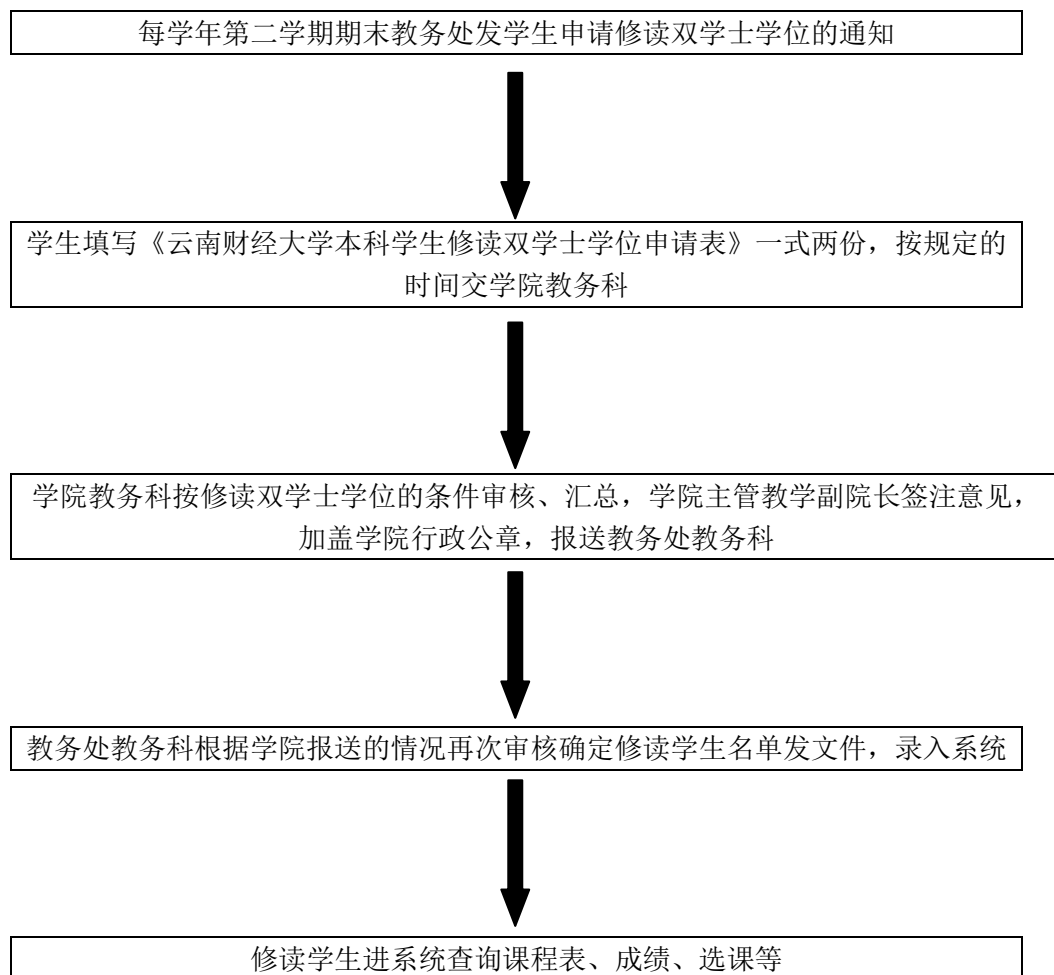 每学年第二学期期末教务处发学生申请修读双学士学位的通知
学生填写《云南财经大学本科学生修读双学士学位申请表》一式两份，按规定的
时间交学院教务科
学院教务科按修读双学士学位的条件审核、汇总，学院主管教学副院长签注意见，
加盖学院行政公章，报送教务处教务科
教务处教务科根据学院报送的情况再次审核确定修读学生名单发文件，录入系统
修读学生进系统查询课程表、成绩、选课等